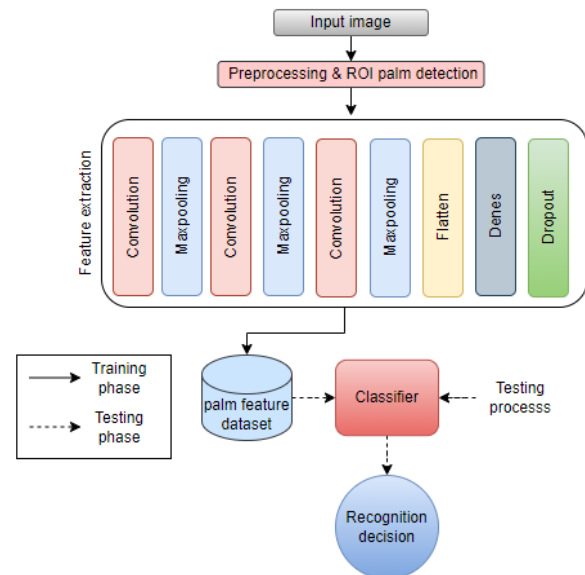 Input image
Preprocessing & ROI palm detection
Feature extraction
Convolution
Maxpooling
Convolution
Maxpooling
Convolution
Maxpooling
Flatten
Denes
Dropout
Training
phase
Testing
phase
palm feature
dataset
Classifier
Testing
processs
Recognition
decision